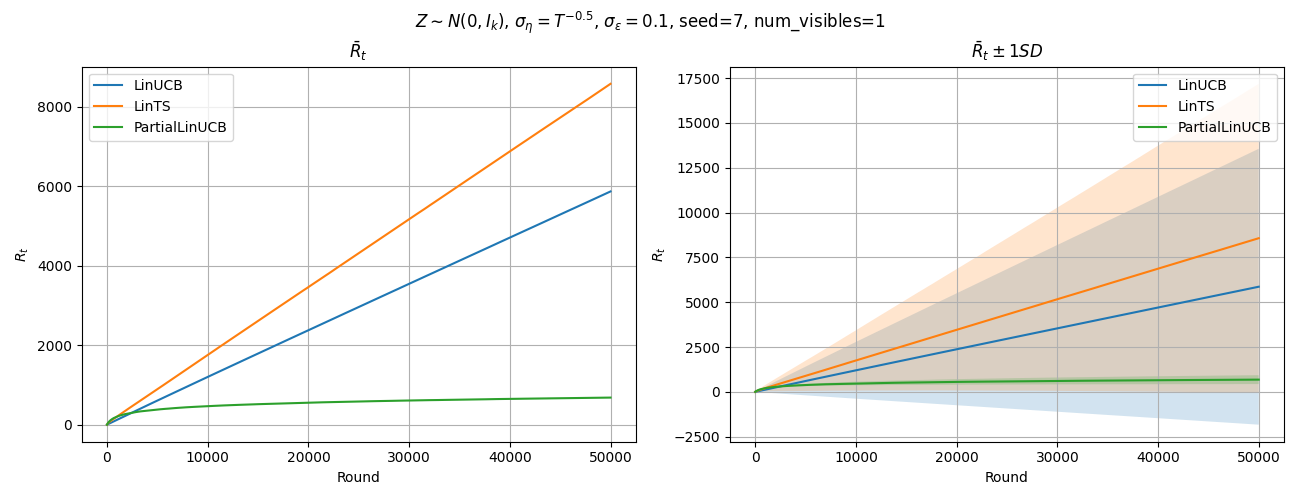 Z ∼ N(0, I_k), σ_η = T^{−0.5}, σ_ε = 0.1, seed=7, num_visibles=1
R̄_t
LinUCB
LinTS
PartialLinUCB
8000
6000
4000
2000
0
R_t
0 10000 20000 30000 40000 50000
Round
R̄_t ± 1SD
LinUCB
LinTS
PartialLinUCB
17500
15000
12500
10000
7500
5000
2500
0
−2500
R_t
0 10000 20000 30000 40000 50000
Round